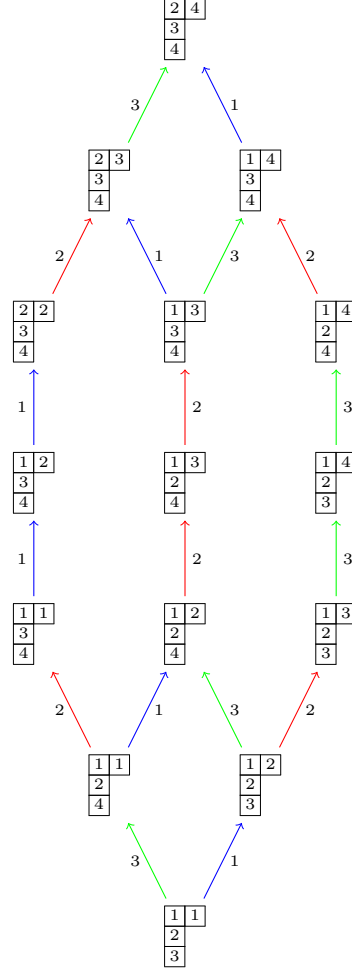 2 4
3
4
3 1
2 3 1 4
3 3
4 4
2 1 3 2
2 2 1 3 1 4
3 3 2
4 4 4
1 2 3
1 2 1 3 1 4
3 2 2
4 4 3
1 2 3
1 1 1 2 1 3
3 2 2
4 4 3
2 1 3 2
1 1 1 2
2 2
4 3
3 1
1 1
2
3